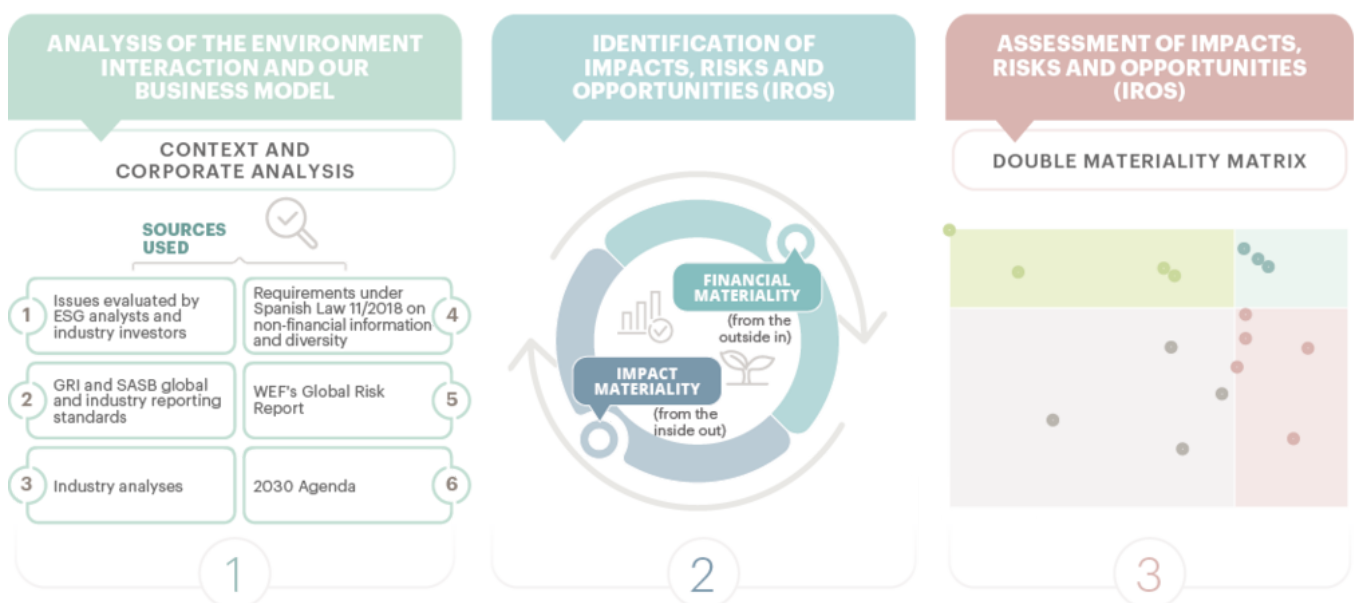 ANALYSIS OF THE ENVIRONMENT
INTERACTION AND OUR
BUSINESS MODEL
CONTEXT AND
CORPORATE ANALYSIS
SOURCES
USED
1
Issues evaluated by
ESG analysts and
industry investors
Requirements under
Spanish Law 11/2018 on
non-financial information
and diversity
4
2
GRI and SASB global
and industry reporting
standards
WEF's Global Risk
Report
5
3
Industry analyses
2030 Agenda
6
1
IDENTIFICATION OF
IMPACTS, RISKS AND
OPPORTUNITIES (IROS)
FINANCIAL
MATERIALITY
(from the
outside in)
IMPACT
MATERIALITY
(from the
inside out)
2
ASSESSMENT OF IMPACTS,
RISKS AND OPPORTUNITIES
(IROS)
DOUBLE MATERIALITY MATRIX
3